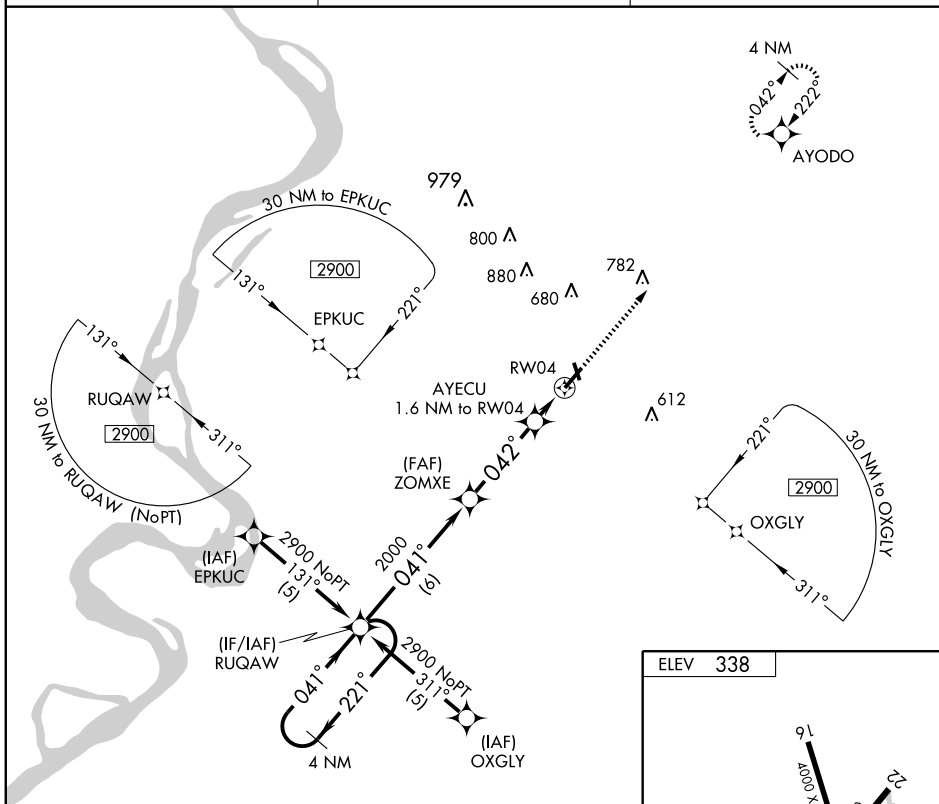 4 NM
042°
222°
AYODO
979
30 NM to EPKUC
800
2900
880
782
131°
680
221°
EPKUC
131°
RW04
RUQAW
AYECU
1.6 NM to RW04
612
2900
311°
30 NM to RUQAW (NoPT)
042°
221°
30 NM to OXGLY
(FAF)
ZOMXE
2900
OXGLY
311°
(IAF)
EPKUC
2900 NoPT
131°
(5)
2000
041°
(6)
(IF/IAF)
RUQAW
2900 NoPT
311°
(5)
041°
221°
4 NM
(IAF)
OXGLY
ELEV 338
16
4000 X
22